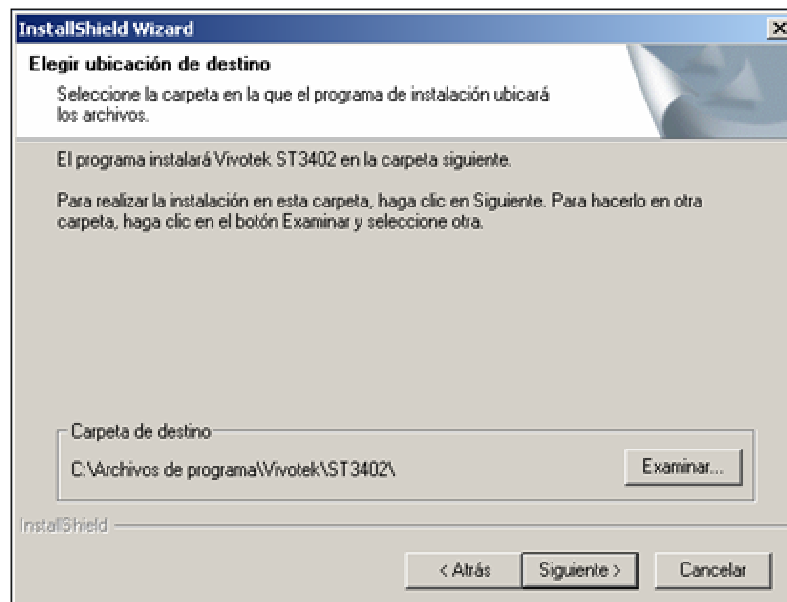 InstallShield Wizard
Elegir ubicación de destino
Seleccione la carpeta en la que el programa de instalación ubicará
los archivos.
El programa instalará Vivotek ST3402 en la carpeta siguiente.
Para realizar la instalación en esta carpeta, haga clic en Siguiente. Para hacerlo en otra
carpeta, haga clic en el botón Examinar y seleccione otra.
Carpeta de destino
C:\Archivos de programa\Vivotek\ST3402\
Examinar...
InstallShield
< Atrás
Siguiente >
Cancelar